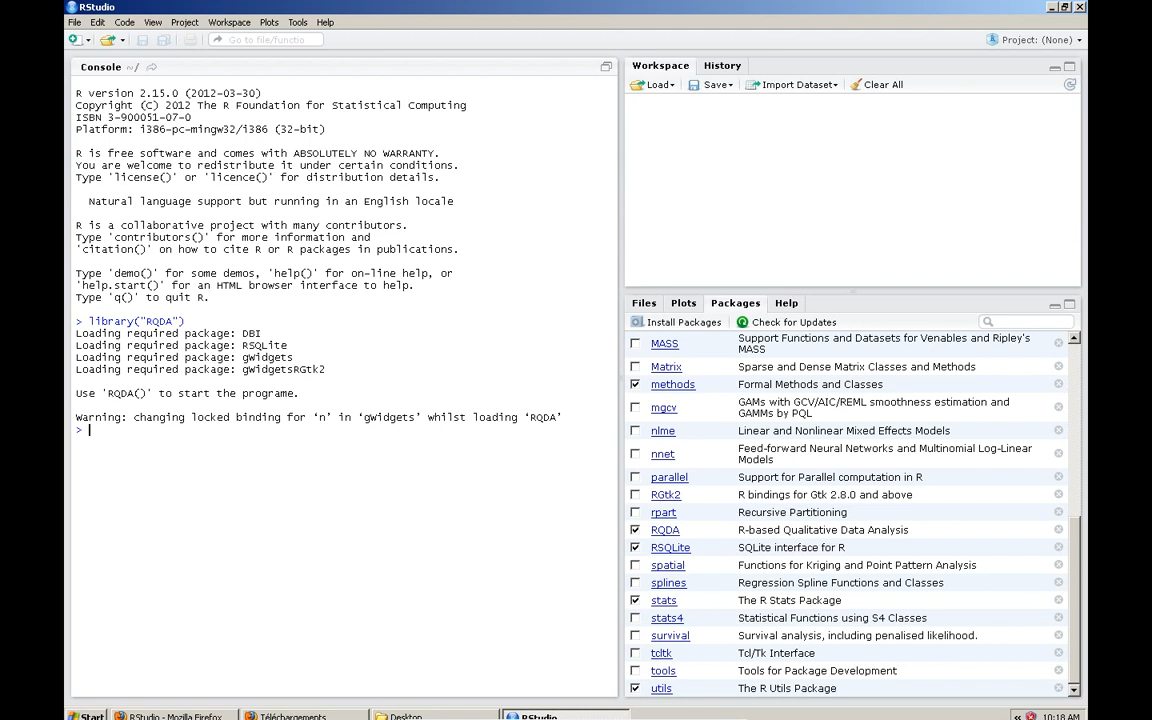 RStudio
File Edit Code View Project Workspace Plots Tools Help
Go to file/functio
Project: (None)
Console ~/
R version 2.15.0 (2012-03-30)
Copyright (C) 2012 The R Foundation for Statistical Computing
ISBN 3-900051-07-0
Platform: i386-pc-mingw32/i386 (32-bit)
R is free software and comes with ABSOLUTELY NO WARRANTY.
You are welcome to redistribute it under certain conditions.
Type 'license()' or 'licence()' for distribution details.
Natural language support but running in an English locale
R is a collaborative project with many contributors.
Type 'contributors()' for more information and
'citation()' on how to cite R or R packages in publications.
Type 'demo()' for some demos, 'help()' for on-line help, or
'help.start()' for an HTML browser interface to help.
Type 'q()' to quit R.
> library("RQDA")
Loading required package: DBI
Loading required package: RSQLite
Loading required package: gWidgets
Loading required package: gWidgetsRGtk2
Use 'RQDA()' to start the programe.
Warning: changing locked binding for ‘n’ in ‘gWidgets’ whilst loading ‘RQDA’
>
Workspace History
Load Save Import Dataset Clear All
Files Plots Packages Help
Install Packages Check for Updates
MASS Support Functions and Datasets for Venables and Ripley's
MASS
Matrix Sparse and Dense Matrix Classes and Methods
methods Formal Methods and Classes
mgcv GAMs with GCV/AIC/REML smoothness estimation and
GAMMs by PQL
nlme Linear and Nonlinear Mixed Effects Models
nnet Feed-forward Neural Networks and Multinomial Log-Linear
Models
parallel Support for Parallel computation in R
RGtk2 R bindings for Gtk 2.8.0 and above
rpart Recursive Partitioning
RQDA R-based Qualitative Data Analysis
RSQLite SQLite interface for R
spatial Functions for Kriging and Point Pattern Analysis
splines Regression Spline Functions and Classes
stats The R Stats Package
stats4 Statistical Functions using S4 Classes
survival Survival analysis, including penalised likelihood.
tcltk Tcl/Tk Interface
tools Tools for Package Development
utils The R Utils Package
Start RStudio - Mozilla Firefox Téléchargements Desktop RStudio « 10:18 AM